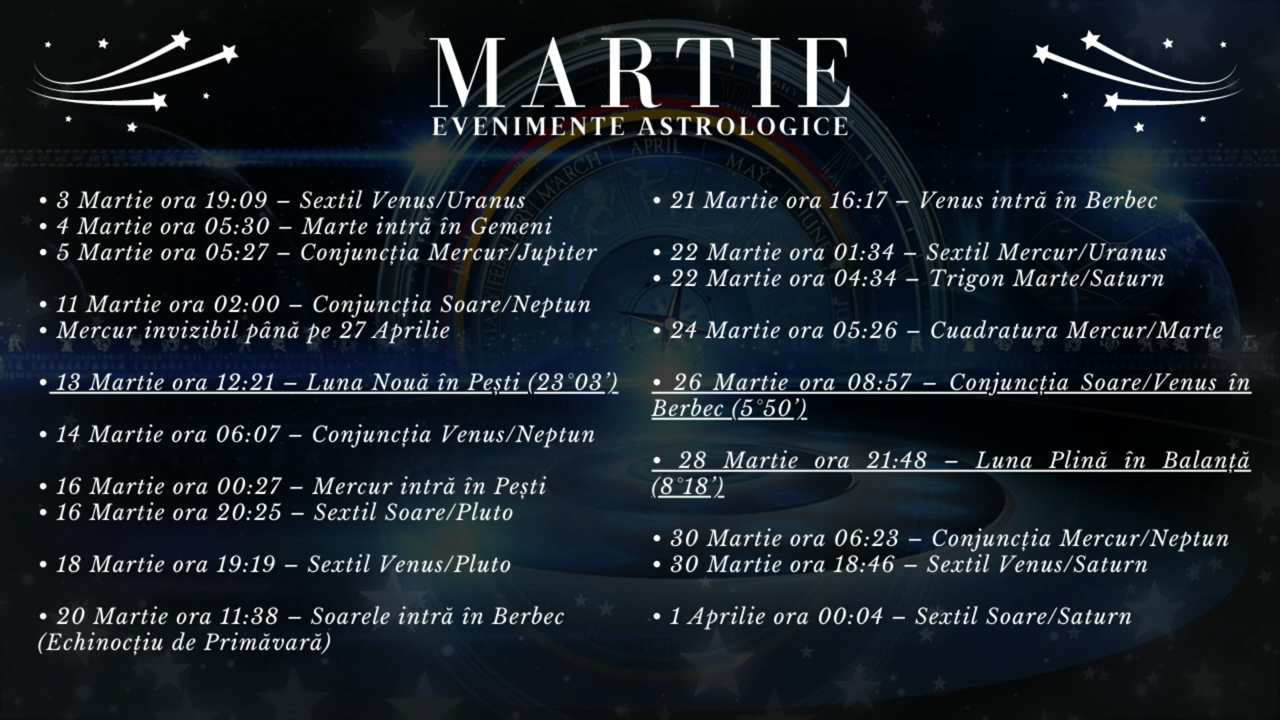 MARTIE
EVENIMENTE ASTROLOGICE
MARCH
APRIL
MAY
• 3 Martie ora 19:09 – Sextil Venus/Uranus
• 4 Martie ora 05:30 – Marte intră în Gemeni
• 5 Martie ora 05:27 – Conjuncția Mercur/Jupiter
• 11 Martie ora 02:00 – Conjuncția Soare/Neptun
• Mercur invizibil până pe 27 Aprilie
• 13 Martie ora 12:21 – Luna Nouă în Pești (23°03')
• 14 Martie ora 06:07 – Conjuncția Venus/Neptun
• 16 Martie ora 00:27 – Mercur intră în Pești
• 16 Martie ora 20:25 – Sextil Soare/Pluto
• 18 Martie ora 19:19 – Sextil Venus/Pluto
• 20 Martie ora 11:38 – Soarele intră în Berbec
(Echinocțiu de Primăvară)
• 21 Martie ora 16:17 – Venus intră în Berbec
• 22 Martie ora 01:34 – Sextil Mercur/Uranus
• 22 Martie ora 04:34 – Trigon Marte/Saturn
• 24 Martie ora 05:26 – Cuadratura Mercur/Marte
• 26 Martie ora 08:57 – Conjuncția Soare/Venus în
Berbec (5°50')
• 28 Martie ora 21:48 – Luna Plină în Balanță
(8°18')
• 30 Martie ora 06:23 – Conjuncția Mercur/Neptun
• 30 Martie ora 18:46 – Sextil Venus/Saturn
• 1 Aprilie ora 00:04 – Sextil Soare/Saturn